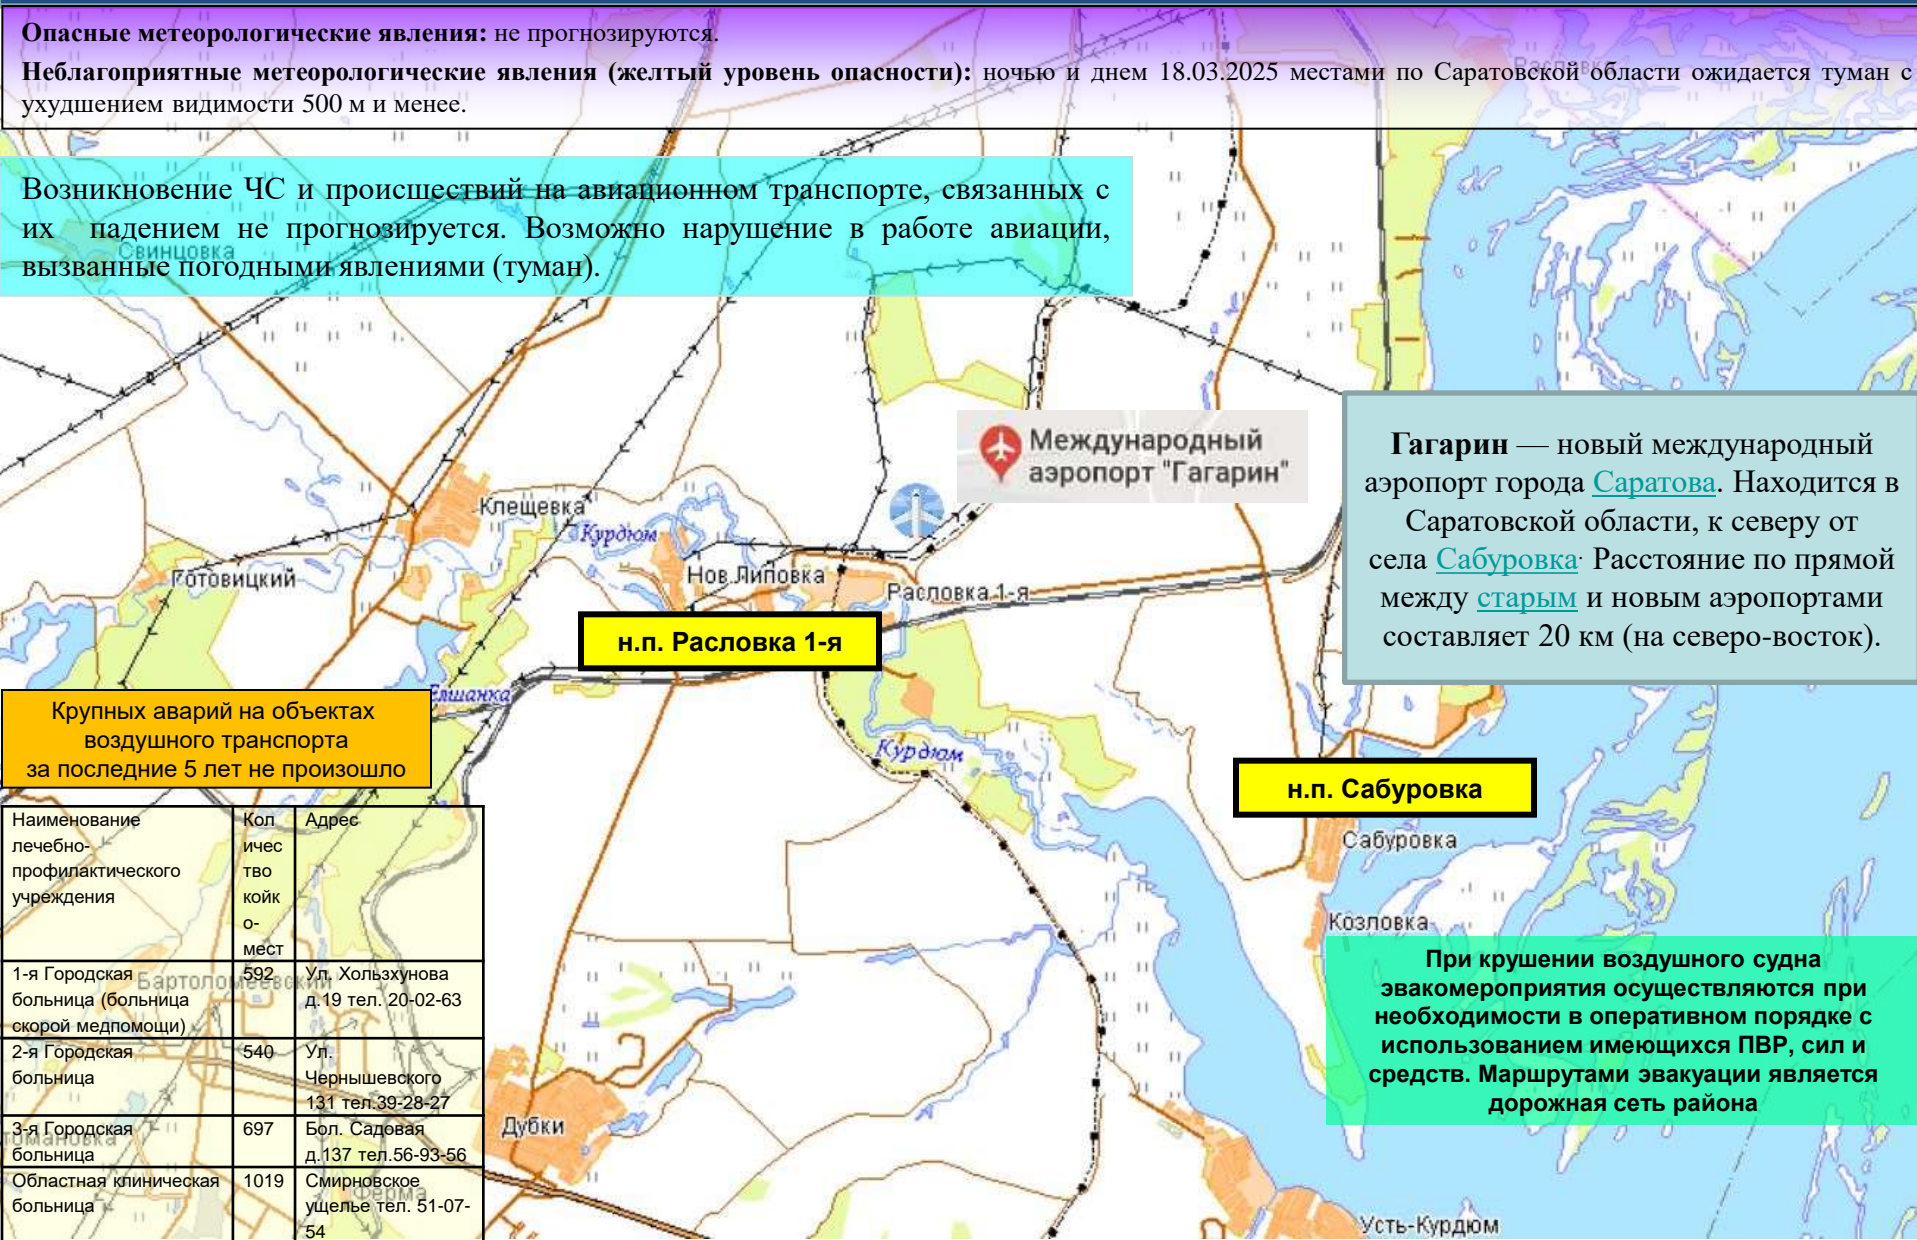 Опасные метеорологические явления: не прогнозируются.
Неблагоприятные метеорологические явления (желтый уровень опасности): ночью и днем 18.03.2025 местами по Саратовской области ожидается туман с
ухудшением видимости 500 м и менее.
Возникновение ЧС и происшествий на авиационном транспорте, связанных с
их падением не прогнозируется. Возможно нарушение в работе авиации,
вызванные погодными явлениями (туман).
Свинцовка
Международный
аэропорт "Гагарин"
Гагарин — новый международный
аэропорт города Саратова. Находится в
Саратовской области, к северу от
села Сабуровка. Расстояние по прямой
между старым и новым аэропортами
составляет 20 км (на северо-восток).
Клещевка
Курдюм
Готовицкий
Нов.Липовка
Расловка 1-я
н.п. Расловка 1-я
Елшанка
Крупных аварий на объектах
воздушного транспорта
за последние 5 лет не произошло
Курдюм
н.п. Сабуровка
Сабуровка
Козловка
Наименование
лечебно-
профилактического
учреждения
Кол
ичес
тво
койк
о-
мест
Адрес
1-я Городская
больница (больница
скорой медпомощи)
592
Ул. Хользхунова
д.19 тел. 20-02-63
Бартоломеевский
2-я Городская
больница
540
Ул.
Чернышевского
131 тел.39-28-27
3-я Городская
больница
697
Бол. Садовая
д.137 тел.56-93-56
Областная клиническая
больница
1019
Смирновское
ущелье тел. 51-07-
54
Ферма
Дубки
При крушении воздушного судна
эвакомероприятия осуществляются при
необходимости в оперативном порядке с
использованием имеющихся ПВР, сил и
средств. Маршрутами эвакуации является
дорожная сеть района
Усть-Курдюм